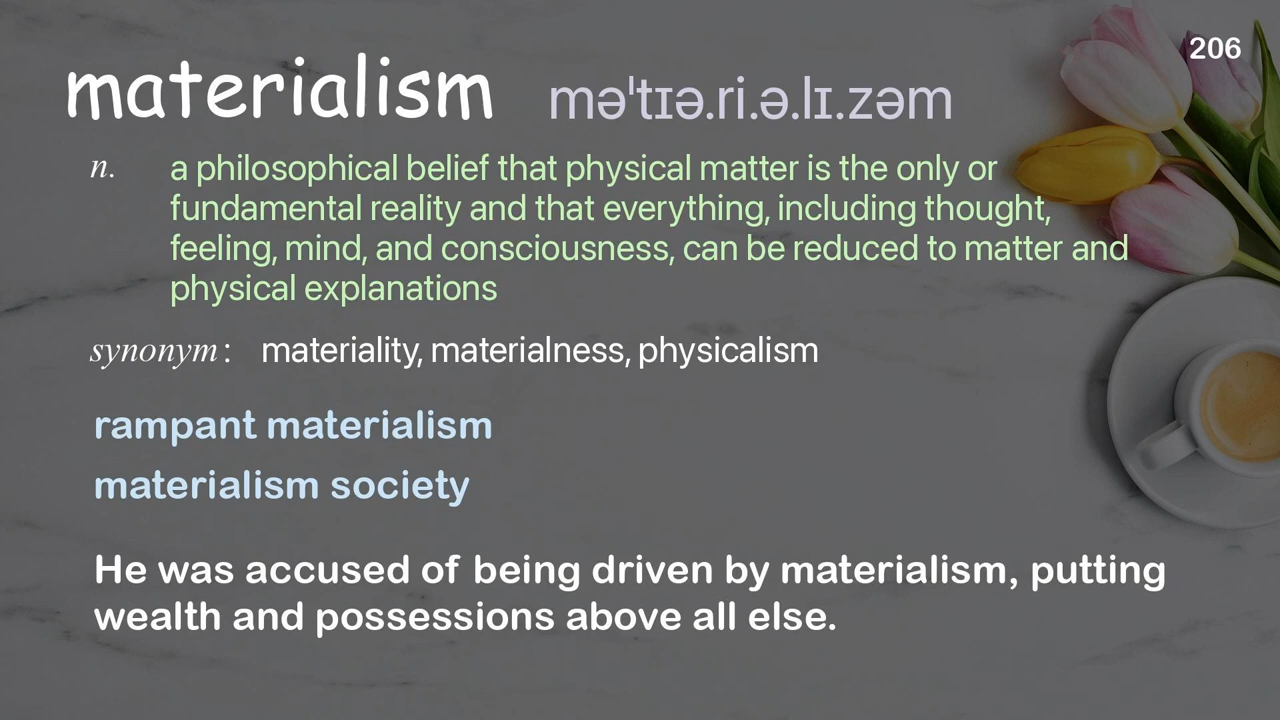 206
materialism məˈtɪə.ri.ə.lɪ.zəm
n. a philosophical belief that physical matter is the only or
fundamental reality and that everything, including thought,
feeling, mind, and consciousness, can be reduced to matter and
physical explanations
synonym : materiality, materialness, physicalism
rampant materialism
materialism society
He was accused of being driven by materialism, putting
wealth and possessions above all else.